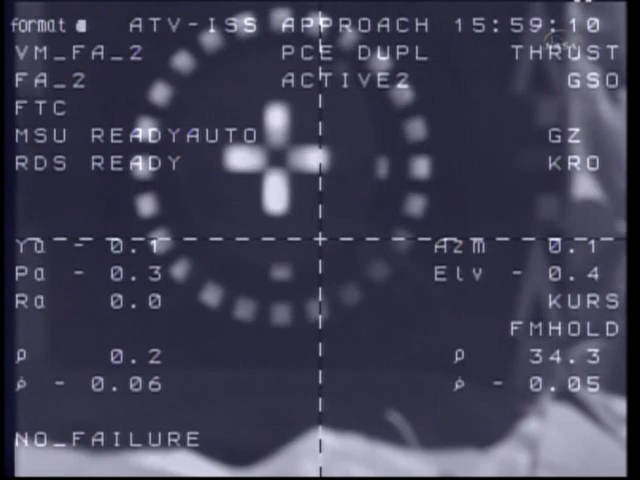 format ATV-ISS APPROACH 15:59:10
VM_FA_2 PCE DUPL THRUST
FA_2 ACTIVE2 GSO
FTC
MSU READYAUTO GZ
RDS READY KRO
Ya - 0.1 Azm 0.1
Pa - 0.3 Elv - 0.4
Ra 0.0 KURS
FMHOLD
ρ 0.2 ρ 34.3
ρ̇ - 0.06 ρ̇ - 0.05
NO_FAILURE